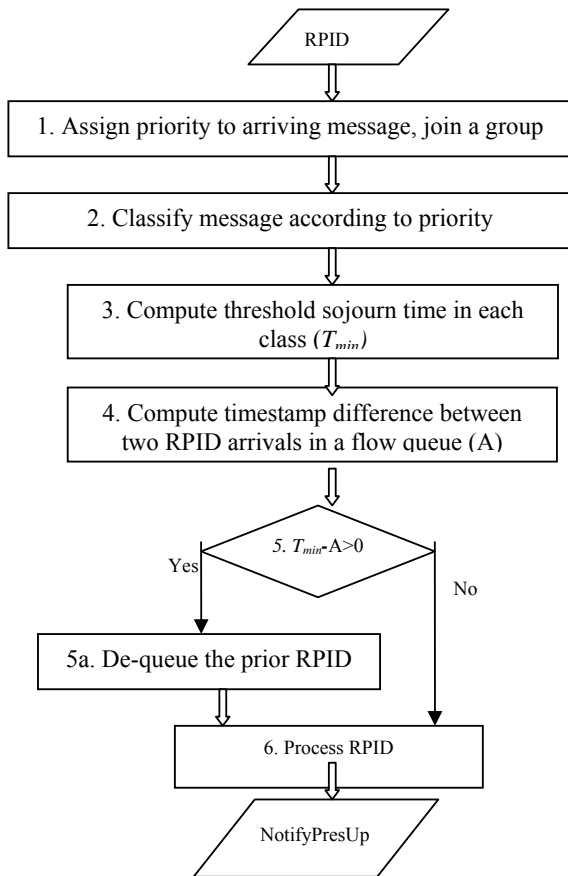 RPID
1. Assign priority to arriving message, join a group
2. Classify message according to priority
3. Compute threshold sojourn time in each
class (Tmin)
4. Compute timestamp difference between
two RPID arrivals in a flow queue (A)
5. Tmin-A>0
Yes
No
5a. De-queue the prior RPID
6. Process RPID
NotifyPresUp